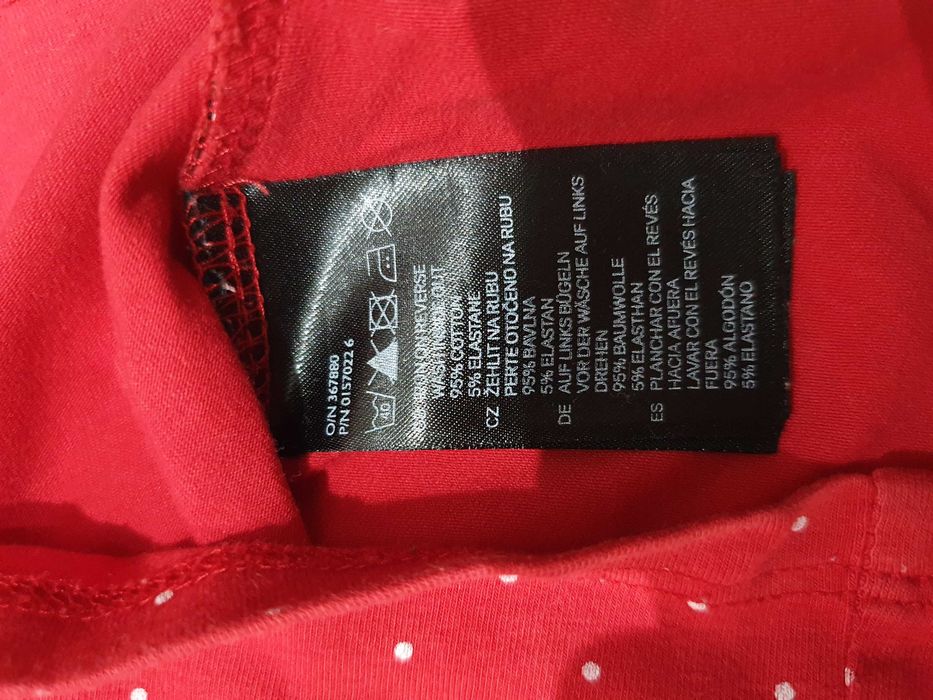 O/N 367880
P/N 0157022 6
40
IRON ON REVERSE
WASH INSIDE OUT
95% COTTON
5% ELASTANE
CZ ŽEHLIT NA RUBU
PERTE OTOČENO NA RUBU
95% BAVLNA
5% ELASTAN
DE AUF LINKS BÜGELN
VOR DER WÄSCHE AUF LINKS
DREHEN
95% BAUMWOLLE
5% ELASTHAN
ES PLANCHAR CON EL REVÉS
HACIA AFUERA
LAVAR CON EL REVÉS HACIA
FUERA
95% ALGODÓN
5% ELASTANO